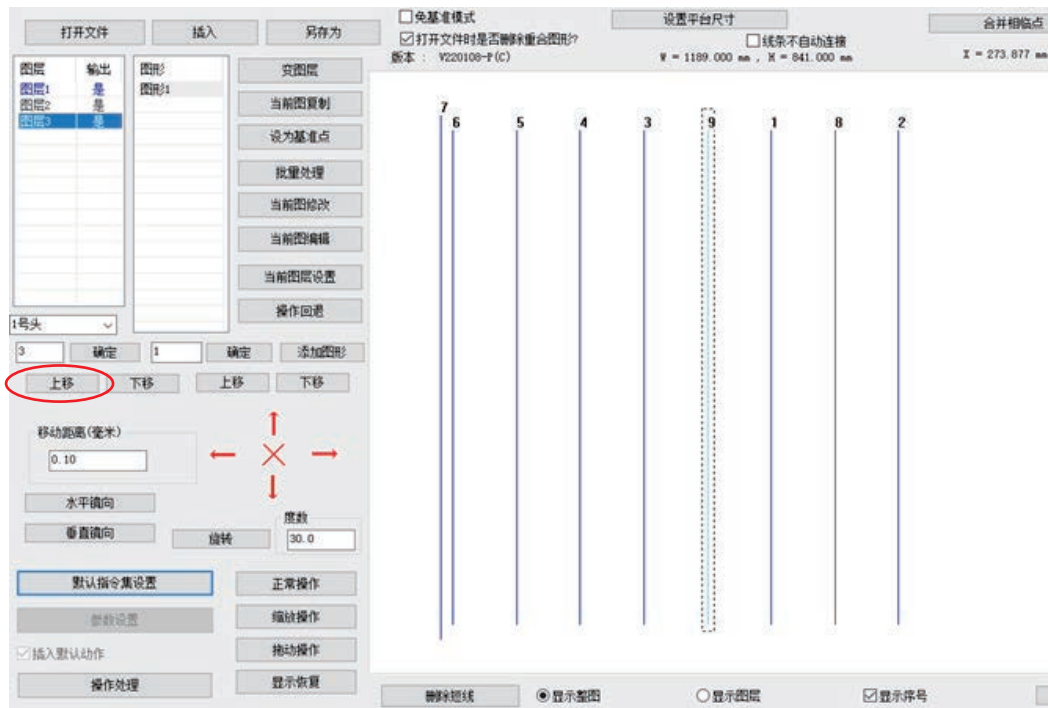 打开文件
插入
另存为
免基准模式
设置平台尺寸
合并相临点
打开文件时是否删除重合图形?
线条不自动连接
版本 : V220108-P(C)
W = 1189.000 mm , H = 841.000 mm
X = 273.877 mm
图层 输出
图层1 是
图层2 是
图层3 是
图形
图形1
变图层
当前图复制
设为基准点
批量处理
当前图修改
当前图编辑
当前图层设置
操作回退
1号头
3 确定 1 确定 添加图形
上移 下移 上移 下移
移动距离(毫米)
0.10
水平镜向
垂直镜向
旋转
度数
30.0
默认指令集设置
参数设置
插入默认动作
操作处理
正常操作
缩放操作
拖动操作
显示恢复
7 6 5 4 3 9 1 8 2
删除短线
显示整图
显示图层
显示序号